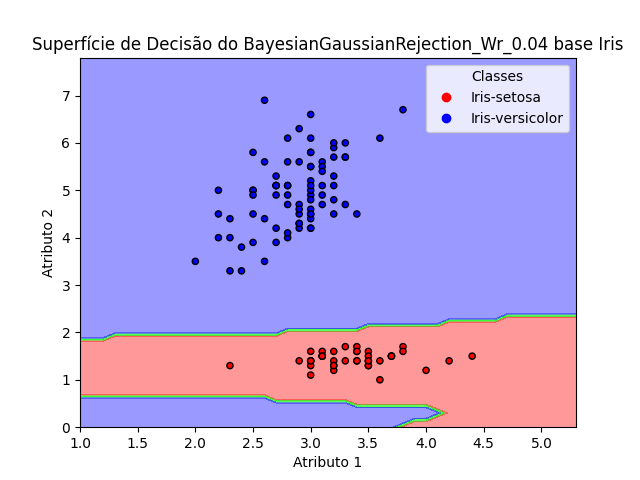 Superfície de Decisão do BayesianGaussianRejection_Wr_0.04 base Iris
Classes
Iris-setosa
Iris-versicolor
Atributo 2
7
6
5
4
3
2
1
0
1.0 1.5 2.0 2.5 3.0 3.5 4.0 4.5 5.0
Atributo 1